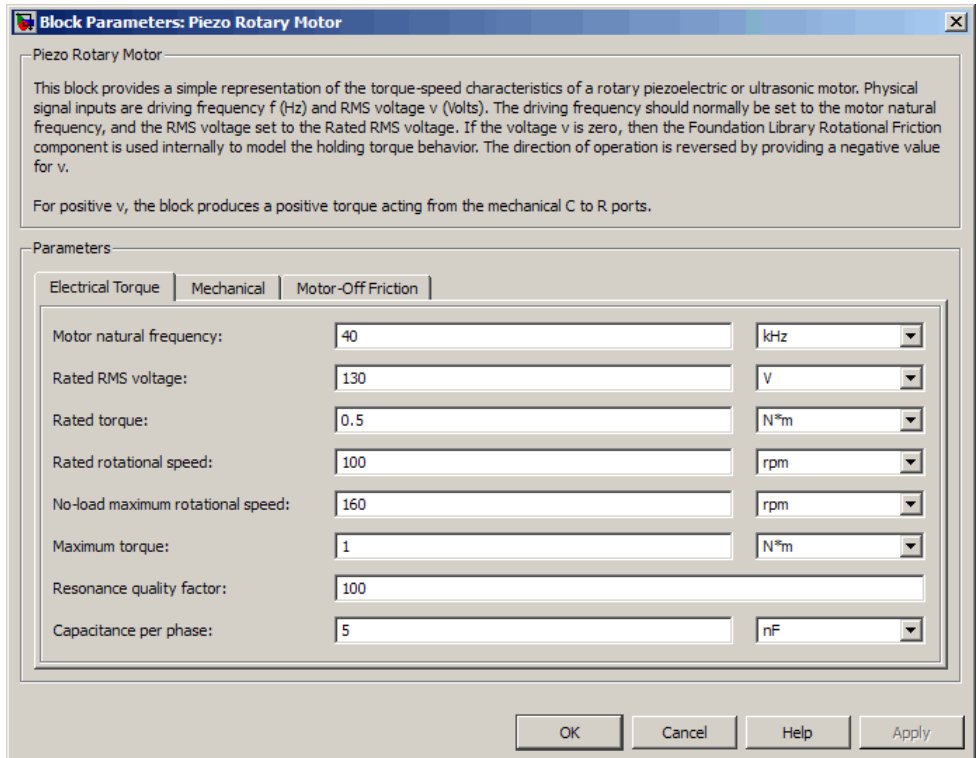 Block Parameters: Piezo Rotary Motor
Piezo Rotary Motor
This block provides a simple representation of the torque-speed characteristics of a rotary piezoelectric or ultrasonic motor. Physical
signal inputs are driving frequency f (Hz) and RMS voltage v (Volts). The driving frequency should normally be set to the motor natural
frequency, and the RMS voltage set to the Rated RMS voltage. If the voltage v is zero, then the Foundation Library Rotational Friction
component is used internally to model the holding torque behavior. The direction of operation is reversed by providing a negative value
for v.
For positive v, the block produces a positive torque acting from the mechanical C to R ports.
Parameters
Electrical Torque Mechanical Motor-Off Friction
Motor natural frequency: 40 kHz
Rated RMS voltage: 130 V
Rated torque: 0.5 N*m
Rated rotational speed: 100 rpm
No-load maximum rotational speed: 160 rpm
Maximum torque: 1 N*m
Resonance quality factor: 100
Capacitance per phase: 5 nF
OK Cancel Help Apply